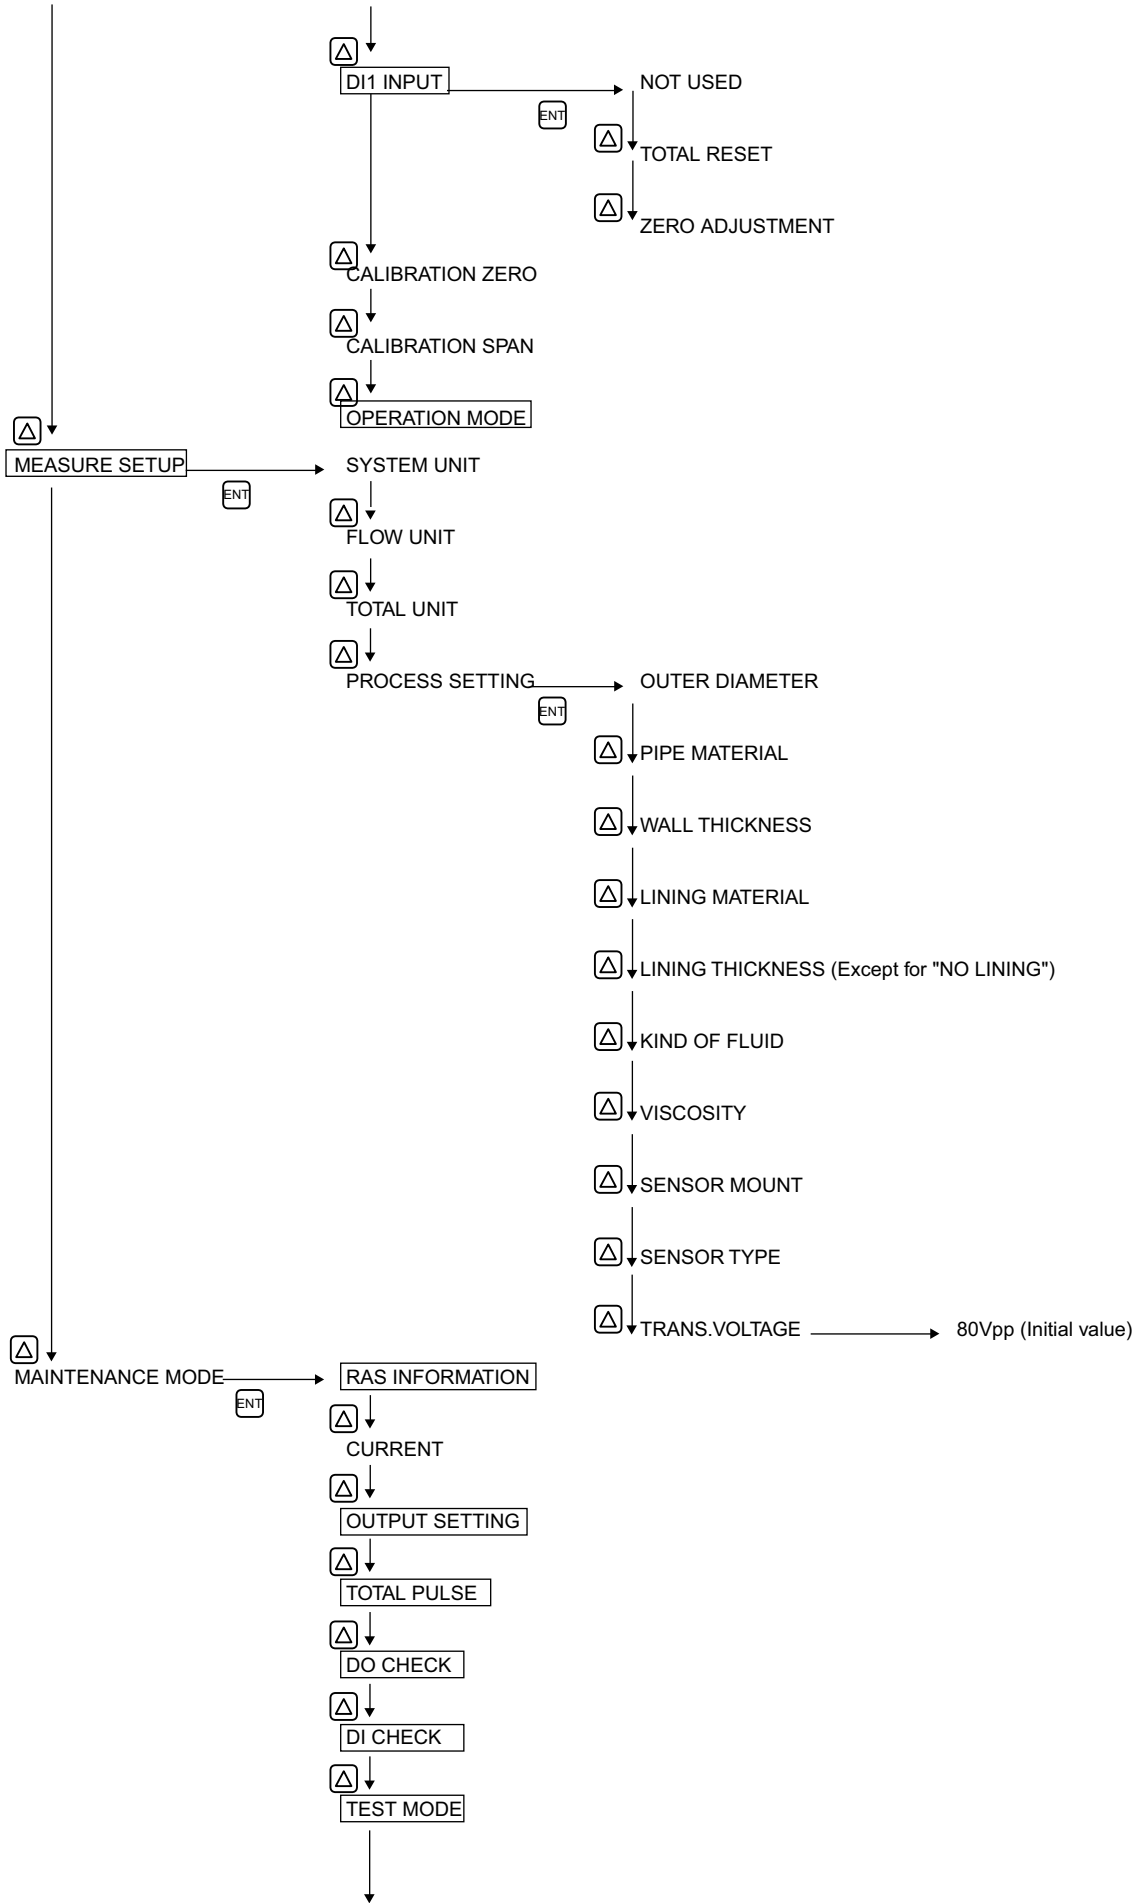 DI1 INPUT
ENT
NOT USED
TOTAL RESET
ZERO ADJUSTMENT
CALIBRATION ZERO
CALIBRATION SPAN
OPERATION MODE
MEASURE SETUP
ENT
SYSTEM UNIT
FLOW UNIT
TOTAL UNIT
PROCESS SETTING
ENT
OUTER DIAMETER
PIPE MATERIAL
WALL THICKNESS
LINING MATERIAL
LINING THICKNESS (Except for "NO LINING")
KIND OF FLUID
VISCOSITY
SENSOR MOUNT
SENSOR TYPE
TRANS.VOLTAGE
80Vpp (Initial value)
MAINTENANCE MODE
ENT
RAS INFORMATION
CURRENT
OUTPUT SETTING
TOTAL PULSE
DO CHECK
DI CHECK
TEST MODE